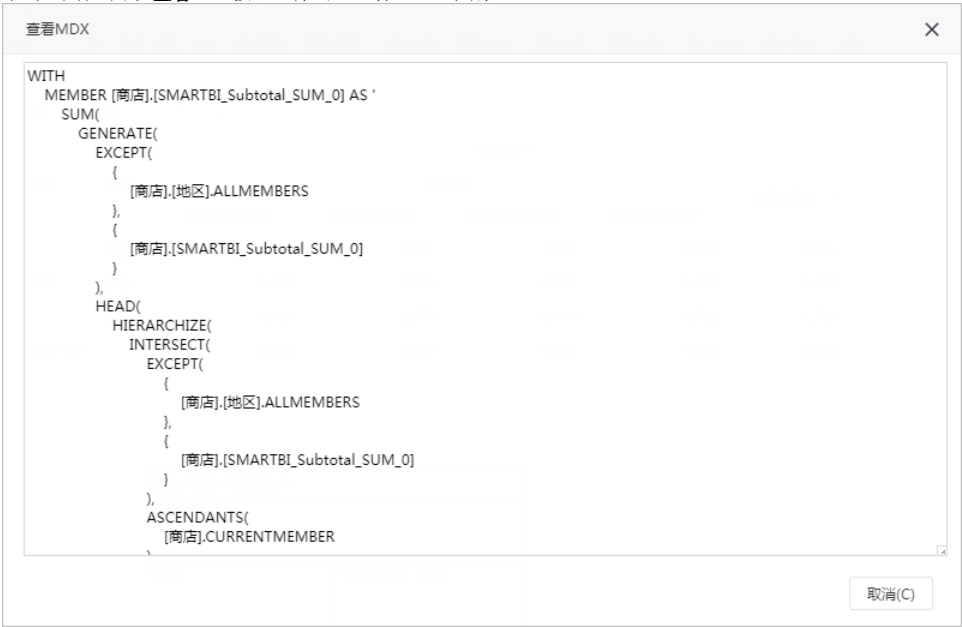 查看MDX
WITH
MEMBER [商店].[SMARTBI_Subtotal_SUM_0] AS '
SUM(
GENERATE(
EXCEPT(
{
[商店].[地区].ALLMEMBERS
},
{
[商店].[SMARTBI_Subtotal_SUM_0]
}
),
HEAD(
HIERARCHIZE(
INTERSECT(
EXCEPT(
{
[商店].[地区].ALLMEMBERS
},
{
[商店].[SMARTBI_Subtotal_SUM_0]
}
),
ASCENDANTS(
[商店].CURRENTMEMBER
取消(C)